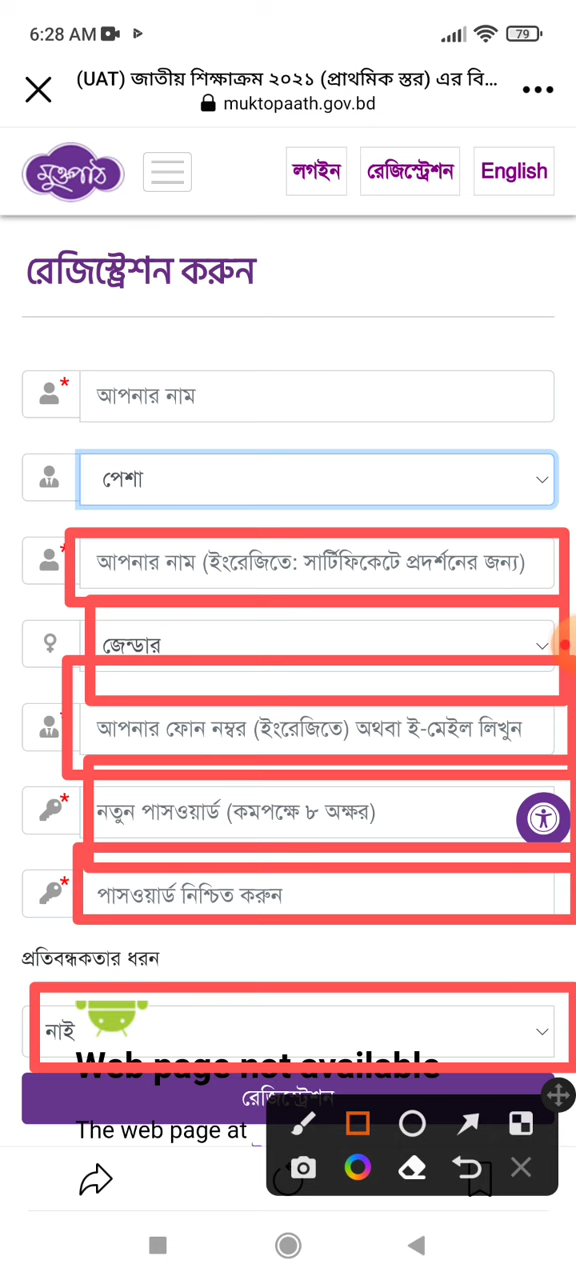 6:28 AM
79
(UAT) জাতীয় শিক্ষাক্রম ২০২১ (প্রাথমিক স্তর) এর বি...
muktopaath.gov.bd
মুক্তপাঠ
লগইন
রেজিস্ট্রেশন
English
রেজিস্ট্রেশন করুন
* আপনার নাম
পেশা
* আপনার নাম (ইংরেজিতে: সার্টিফিকেটে প্রদর্শনের জন্য)
জেন্ডার
আপনার ফোন নম্বর (ইংরেজিতে) অথবা ই-মেইল লিখুন
* নতুন পাসওয়ার্ড (কমপক্ষে ৮ অক্ষর)
* পাসওয়ার্ড নিশ্চিত করুন
প্রতিবন্ধকতার ধরন
নাই
Web page not available
রেজিস্ট্রেশন
The web page at